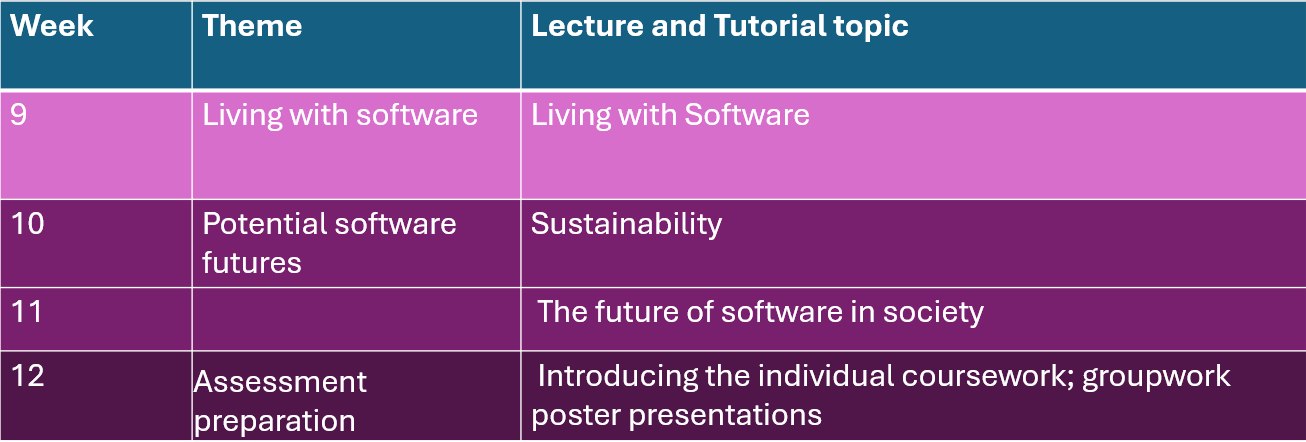 Week Theme Lecture and Tutorial topic
9 Living with software Living with Software
10 Potential software Sustainability
futures
11 The future of software in society
12 Assessment Introducing the individual coursework; groupwork
preparation poster presentations